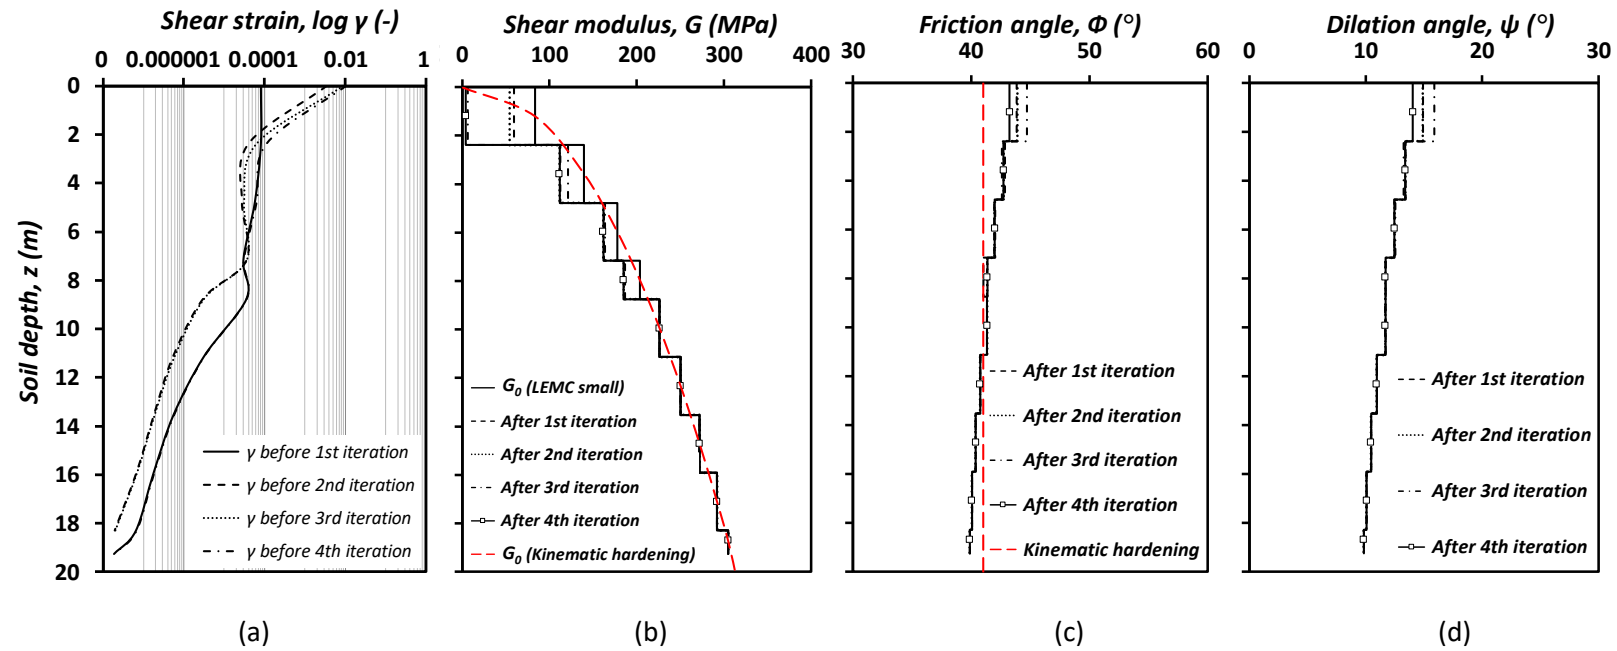 Shear strain, log γ (-)
0 0.0000001 0.00001 0.01 1
Soil depth, z (m)
0
2
4
6
8
10
12
14
16
18
20
γ before 1st iteration
γ before 2nd iteration
γ before 3rd iteration
γ before 4th iteration
(a)
Shear modulus, G (MPa)
0 100 200 300 400
G0 (LEMC small)
After 1st iteration
After 2nd iteration
After 3rd iteration
After 4th iteration
G0 (Kinematic hardening)
(b)
Friction angle, Φ (°)
30 40 50 60
After 1st iteration
After 2nd iteration
After 3rd iteration
After 4th iteration
Kinematic hardening
(c)
Dilation angle, ψ (°)
0 10 20 30
After 1st iteration
After 2nd iteration
After 3rd iteration
After 4th iteration
(d)